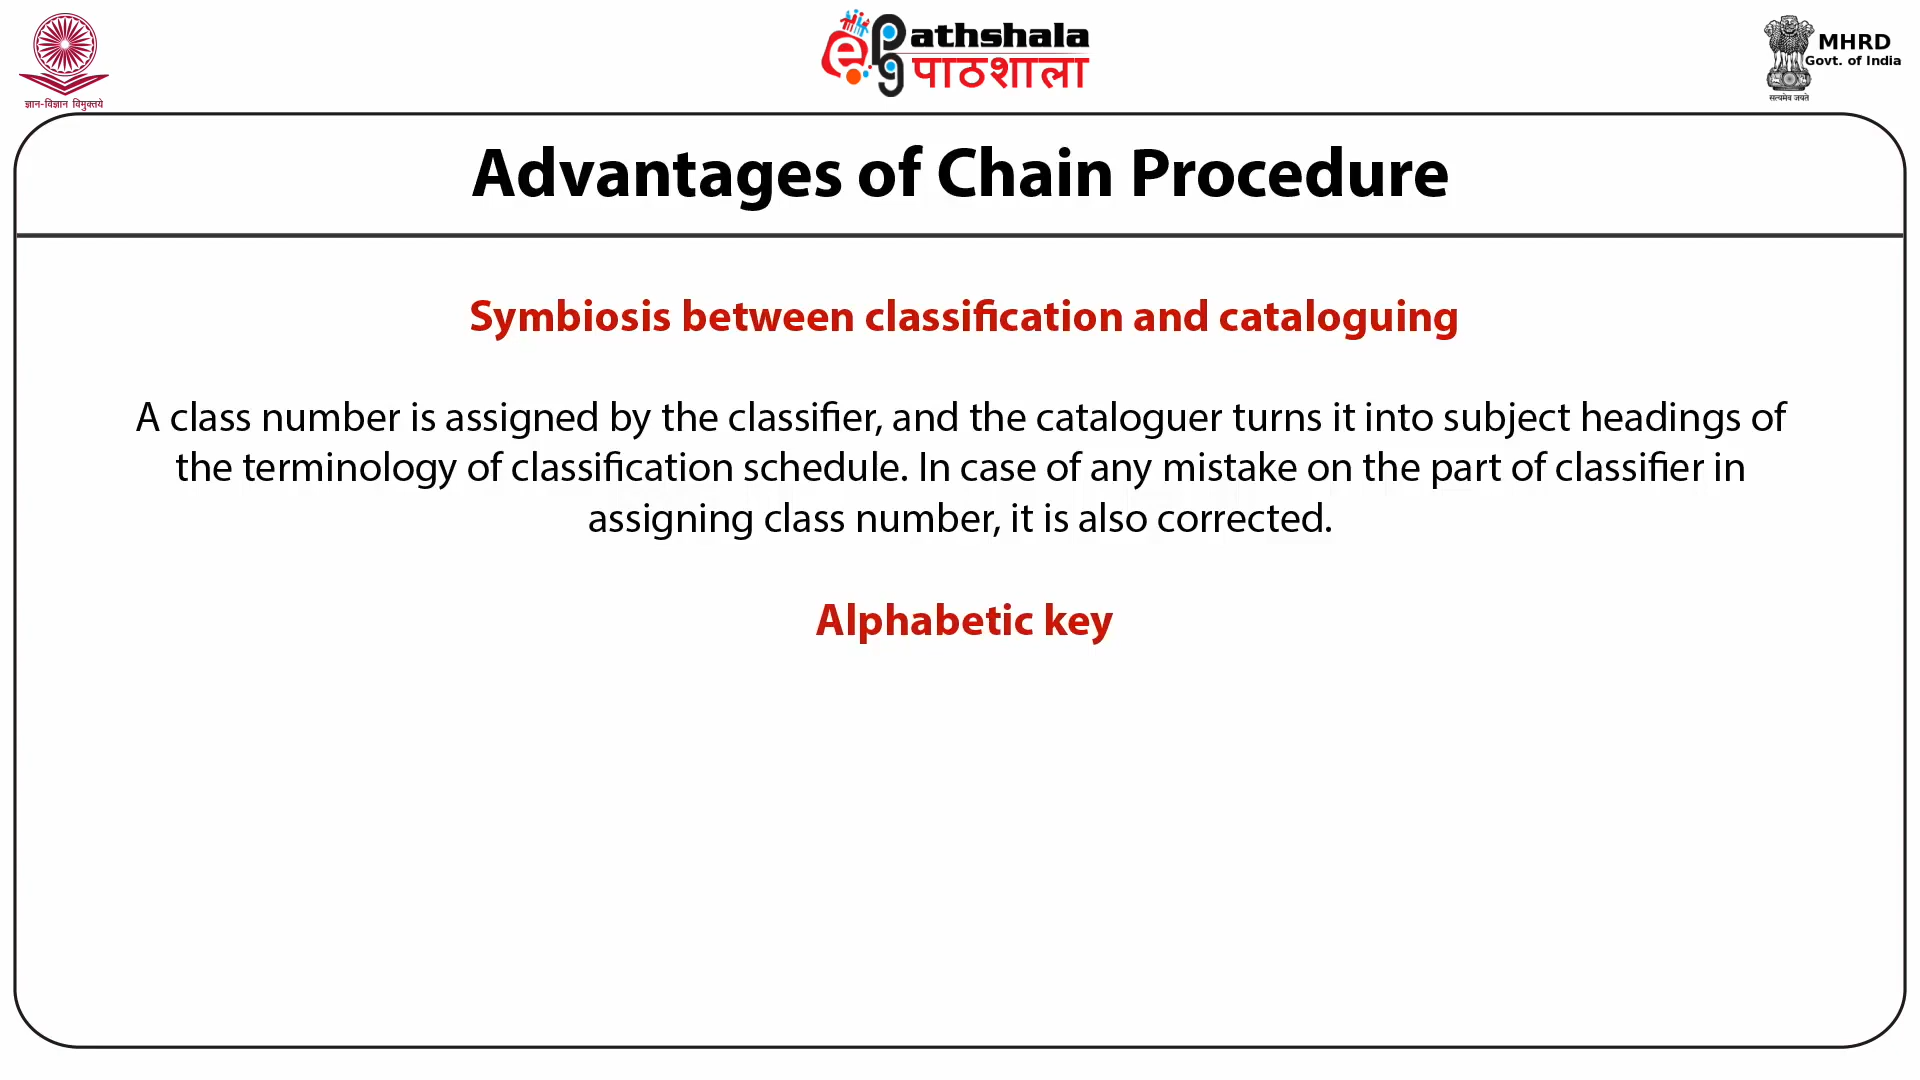 ज्ञान-विज्ञान विमुक्तये
ePathshala
पाठशाला
MHRD
Govt. of India
सत्यमेव जयते
Advantages of Chain Procedure
Symbiosis between classification and cataloguing
A class number is assigned by the classifier, and the cataloguer turns it into subject headings of
the terminology of classification schedule. In case of any mistake on the part of classifier in
assigning class number, it is also corrected.
Alphabetic key